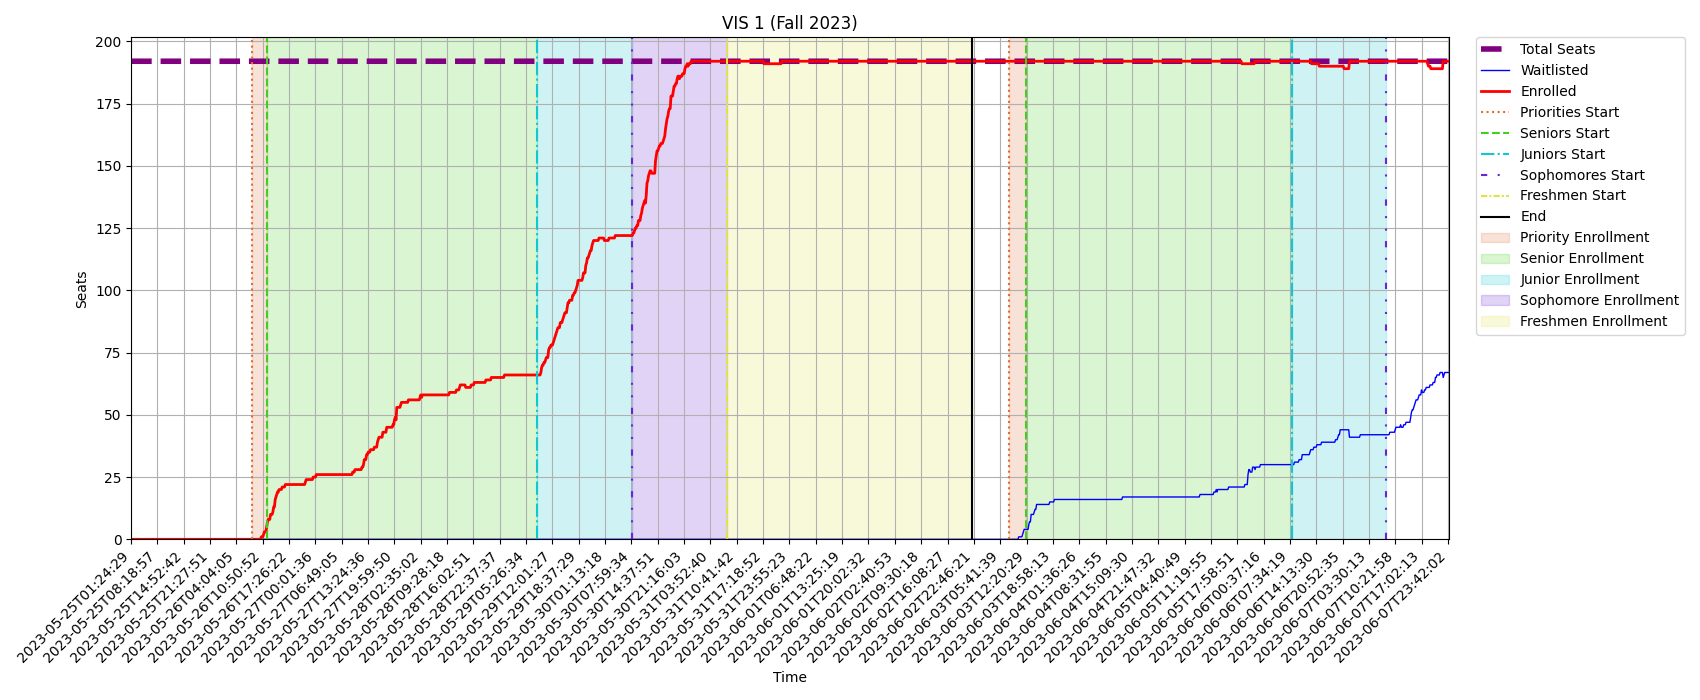 VIS 1 (Fall 2023)
200
175
150
125
100
75
50
25
0
Seats
2023-05-25T01:24:29
2023-05-25T08:18:57
2023-05-25T14:52:42
2023-05-25T21:27:51
2023-05-26T04:04:05
2023-05-26T10:50:52
2023-05-26T17:26:22
2023-05-27T00:01:36
2023-05-27T06:49:05
2023-05-27T13:24:36
2023-05-27T19:59:50
2023-05-28T02:35:02
2023-05-28T09:28:18
2023-05-28T16:02:51
2023-05-28T22:37:37
2023-05-29T05:26:34
2023-05-29T12:01:27
2023-05-29T18:37:29
2023-05-30T01:13:18
2023-05-30T07:59:34
2023-05-30T14:37:51
2023-05-30T21:16:03
2023-05-31T03:52:40
2023-05-31T10:41:42
2023-05-31T17:18:52
2023-05-31T23:55:23
2023-06-01T06:48:22
2023-06-01T13:25:19
2023-06-01T20:02:32
2023-06-02T02:40:53
2023-06-02T09:30:18
2023-06-02T16:08:27
2023-06-02T22:46:21
2023-06-03T05:41:39
2023-06-03T12:20:29
2023-06-03T18:58:13
2023-06-04T01:36:26
2023-06-04T08:31:55
2023-06-04T15:09:30
2023-06-04T21:47:32
2023-06-05T04:40:49
2023-06-05T11:19:55
2023-06-05T17:58:51
2023-06-06T00:37:16
2023-06-06T07:34:19
2023-06-06T14:13:30
2023-06-06T20:52:35
2023-06-07T03:30:13
2023-06-07T10:21:58
2023-06-07T17:02:13
2023-06-07T23:42:02
Time
Total Seats
Waitlisted
Enrolled
Priorities Start
Seniors Start
Juniors Start
Sophomores Start
Freshmen Start
End
Priority Enrollment
Senior Enrollment
Junior Enrollment
Sophomore Enrollment
Freshmen Enrollment